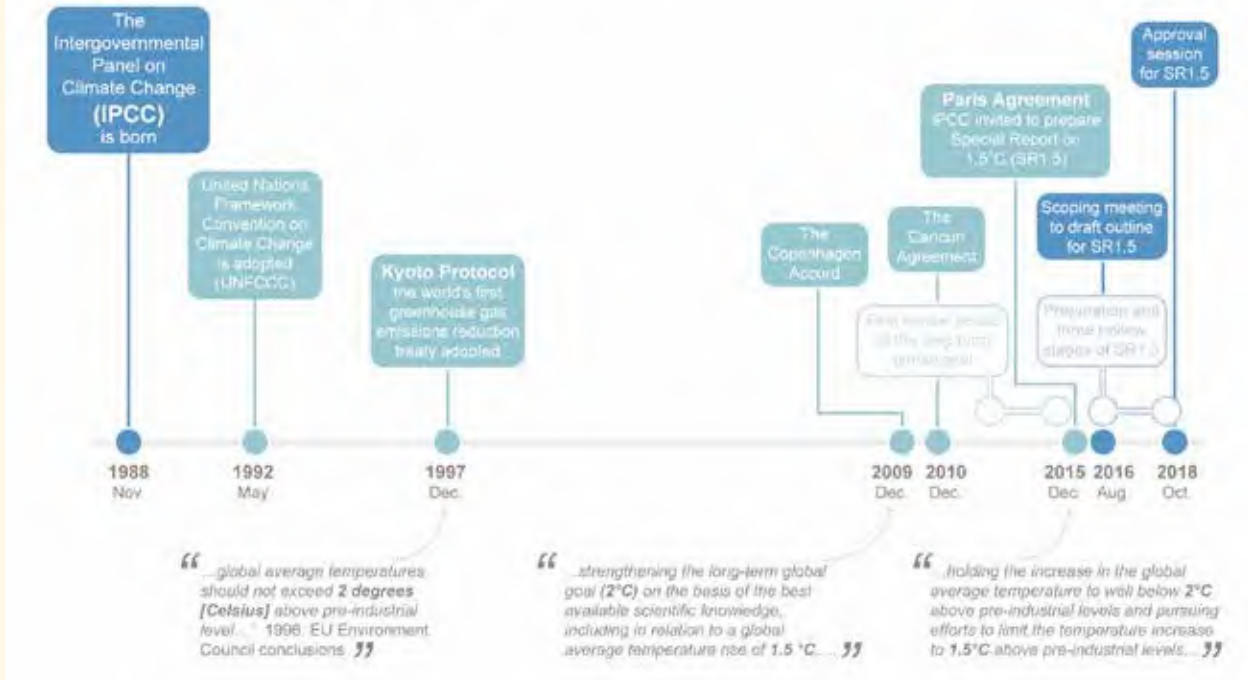 The
Intergovernmental
Panel on
Climate Change
(IPCC)
is born
United Nations
Framework
Convention on
Climate Change
is adopted
(UNFCCC)
Kyoto Protocol
the world's first
greenhouse gas
emissions reduction
treaty adopted
The
Copenhagen
Accord
The
Cancun
Agreement
Paris Agreement
IPCC invited to prepare
Special Report on
1.5°C (SR1.5)
Scoping meeting
to draft outline
for SR1.5
Approval
session
for SR1.5
of the long-term
Preparation and
three review
stages of SR1.5
1988
Nov
1992
May
1997
Dec.
2009
Dec.
2010
Dec.
2015
Dec.
2016
Aug
2018
Oct.
“ ...global average temperatures
should not exceed 2 degrees
[Celsius] above pre-industrial
level... " 1996, EU Environment
Council conclusions ”
“ ...strengthening the long-term global
goal (2°C) on the basis of the best
available scientific knowledge,
including in relation to a global
average temperature rise of 1.5 °C.... ”
“ ...holding the increase in the global
average temperature to well below 2°C
above pre-industrial levels and pursuing
efforts to limit the temperature increase
to 1.5°C above pre-industrial levels... ”